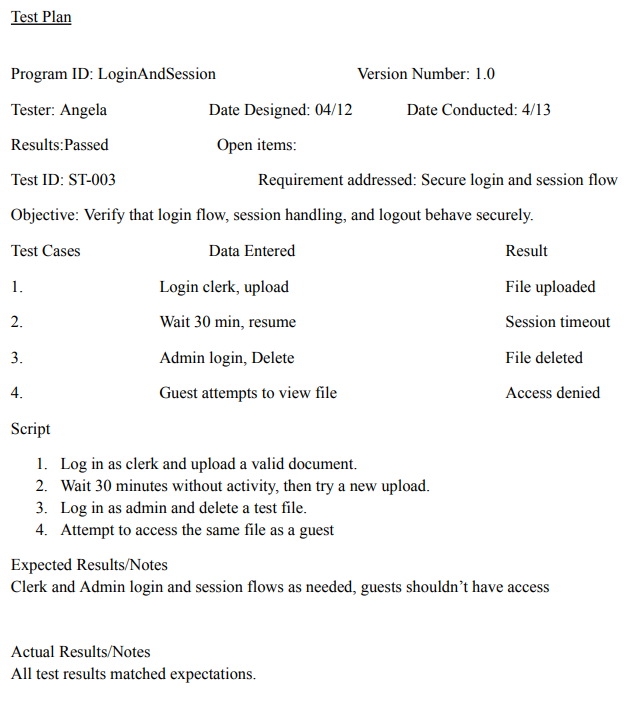 Test Plan
Program ID: LoginAndSession Version Number: 1.0
Tester: Angela Date Designed: 04/12 Date Conducted: 4/13
Results:Passed Open items:
Test ID: ST-003 Requirement addressed: Secure login and session flow
Objective: Verify that login flow, session handling, and logout behave securely.
Test Cases Data Entered Result
1. Login clerk, upload File uploaded
2. Wait 30 min, resume Session timeout
3. Admin login, Delete File deleted
4. Guest attempts to view file Access denied
Script
1. Log in as clerk and upload a valid document.
2. Wait 30 minutes without activity, then try a new upload.
3. Log in as admin and delete a test file.
4. Attempt to access the same file as a guest
Expected Results/Notes
Clerk and Admin login and session flows as needed, guests shouldn’t have access
Actual Results/Notes
All test results matched expectations.